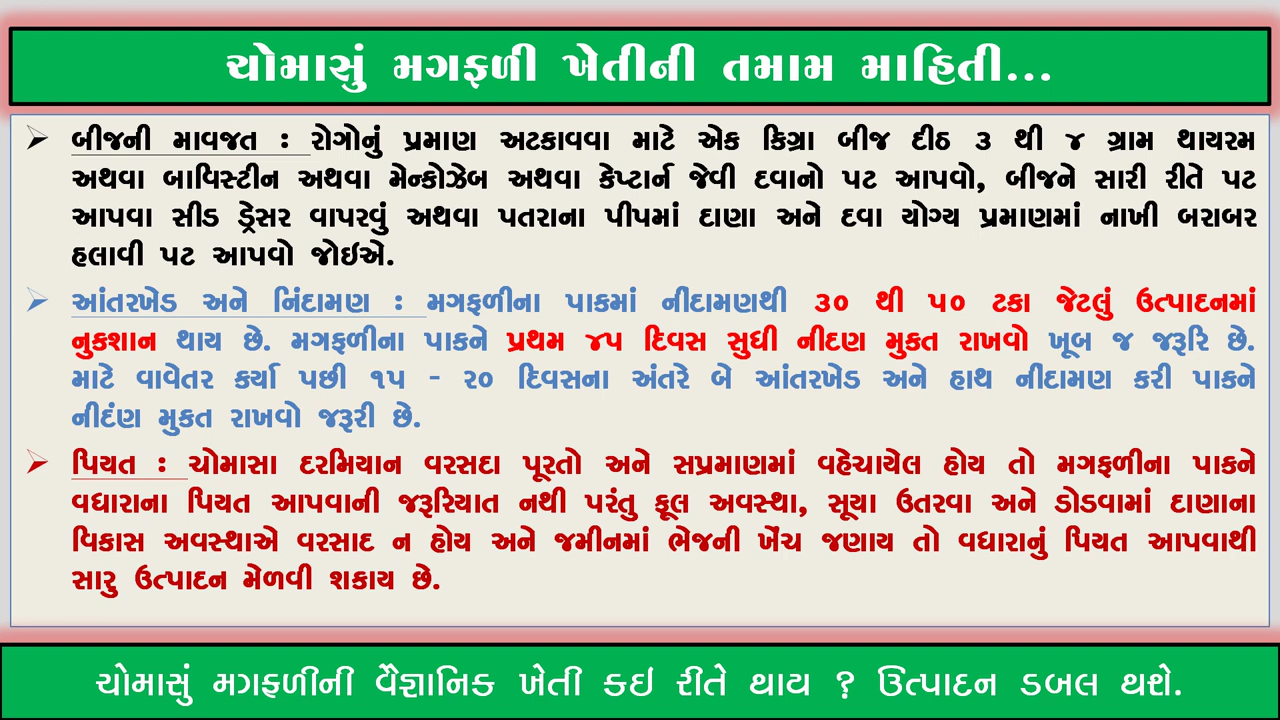 ચોમાસું મગફળી ખેતીની તમામ માહિતી...
➢ બીજની માવજત : રોગોનું પ્રમાણ અટકાવવા માટે એક કિગ્રા બીજ દીઠ ૩ થી ૪ ગ્રામ થાયરમ
અથવા બાવિસ્ટીન અથવા મેન્કોઝેબ અથવા કેપ્ટાર્ન જેવી દવાનો પટ આપવો, બીજને સારી રીતે પટ
આપવા સીડ ડ્રેસર વાપરવું અથવા પતરાના પીપમાં દાણા અને દવા યોગ્ય પ્રમાણમાં નાખી બરાબર
હલાવી પટ આપવો જોઈએ.
➢ આંતરખેડ અને નિંદામણ : મગફળીના પાકમાં નીંદામણથી ૩૦ થી ૫૦ ટકા જેટલું ઉત્પાદનમાં
નુકશાન થાય છે. મગફળીના પાકને પ્રથમ ૪૫ દિવસ સુધી નીંદણ મુકત રાખવો ખૂબ જ જરૂરિ છે.
માટે વાવેતર કર્યા પછી ૧૫ - ૨૦ દિવસના અંતરે બે આંતરખેડ અને હાથ નીંદામણ કરી પાકને
નીદંણ મુકત રાખવો જરૂરી છે.
➢ પિયત : ચોમાસા દરમિયાન વરસદા પૂરતો અને સપ્રમાણમાં વહેચાયેલ હોય તો મગફળીના પાકને
વધારાના પિયત આપવાની જરૂરિયાત નથી પરંતુ ફૂલ અવસ્થા, સૂયા ઉતરવા અને ડોડવામાં દાણાના
વિકાસ અવસ્થાએ વરસાદ ન હોય અને જમીનમાં ભેજની ખેંચ જણાય તો વધારાનું પિયત આપવાથી
સારુ ઉત્પાદન મેળવી શકાય છે.
ચોમાસું મગફળીની વૈજ્ઞાનિક ખેતી કઈ રીતે થાય ? ઉત્પાદન ડબલ થશે.